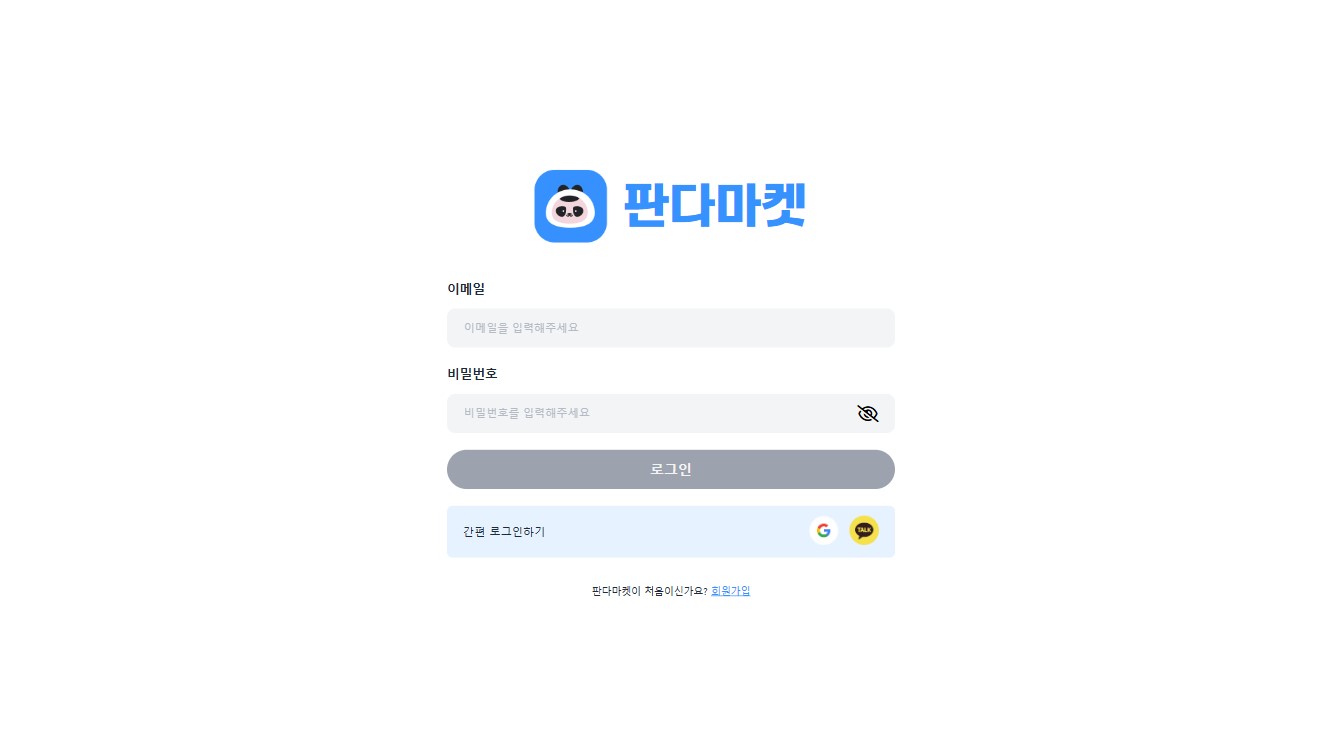 판다마켓
이메일
이메일을 입력해주세요
비밀번호
비밀번호를 입력해주세요
로그인
간편 로그인하기
G
TALK
판다마켓이 처음이신가요? 회원가입